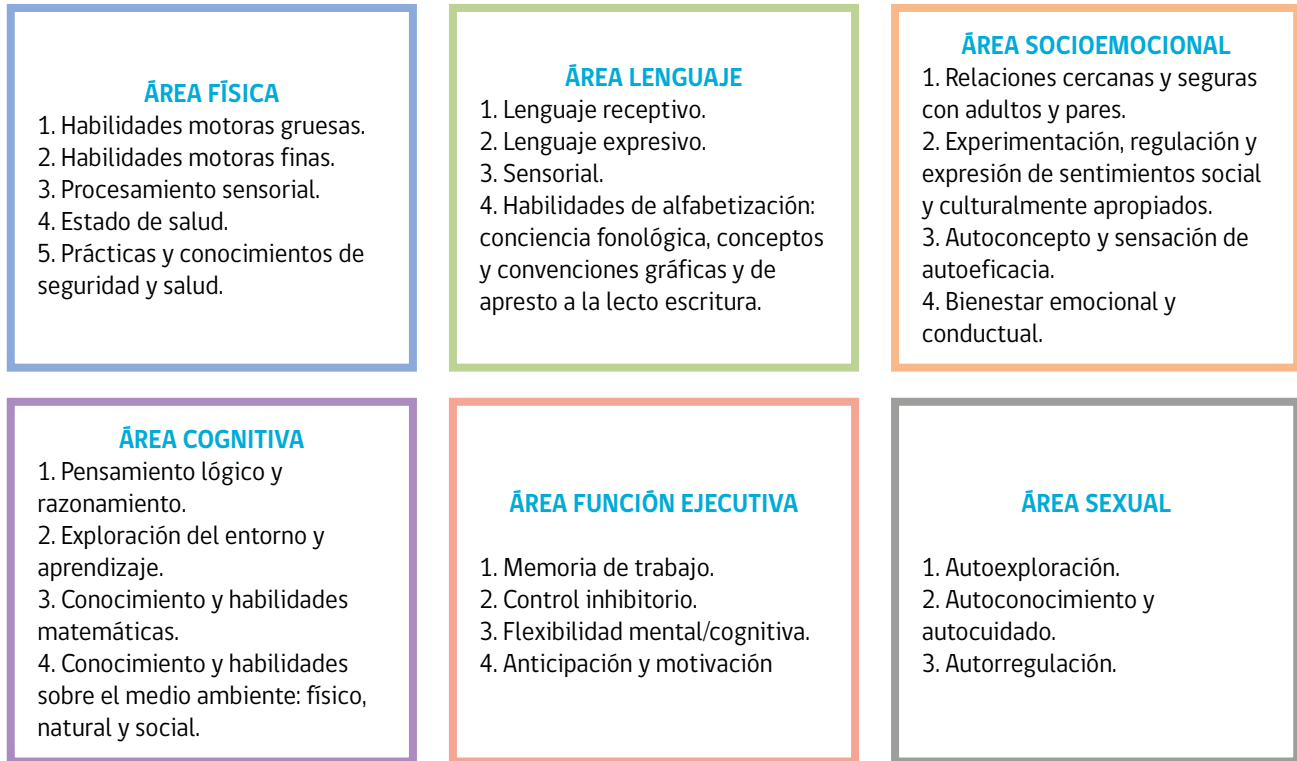 ÁREA FÍSICA
1. Habilidades motoras gruesas.
2. Habilidades motoras finas.
3. Procesamiento sensorial.
4. Estado de salud.
5. Prácticas y conocimientos de
seguridad y salud.
ÁREA LENGUAJE
1. Lenguaje receptivo.
2. Lenguaje expresivo.
3. Sensorial.
4. Habilidades de alfabetización:
conciencia fonológica, conceptos
y convenciones gráficas y de
apresto a la lecto escritura.
ÁREA SOCIOEMOCIONAL
1. Relaciones cercanas y seguras
con adultos y pares.
2. Experimentación, regulación y
expresión de sentimientos social
y culturalmente apropiados.
3. Autoconcepto y sensación de
autoeficacia.
4. Bienestar emocional y
conductual.
ÁREA COGNITIVA
1. Pensamiento lógico y
razonamiento.
2. Exploración del entorno y
aprendizaje.
3. Conocimiento y habilidades
matemáticas.
4. Conocimiento y habilidades
sobre el medio ambiente: físico,
natural y social.
ÁREA FUNCIÓN EJECUTIVA
1. Memoria de trabajo.
2. Control inhibitorio.
3. Flexibilidad mental/cognitiva.
4. Anticipación y motivación
ÁREA SEXUAL
1. Autoexploración.
2. Autoconocimiento y
autocuidado.
3. Autorregulación.